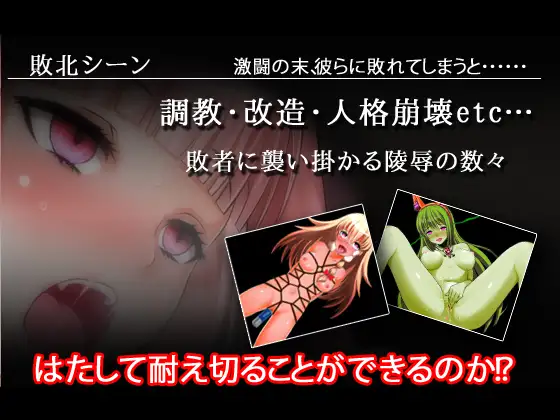 敗北シーン
激闘の末、彼らに敗れてしまうと……
調教・改造・人格崩壊etc…
敗者に襲い掛かる陵辱の数々
はたして耐え切ることができるのか!?